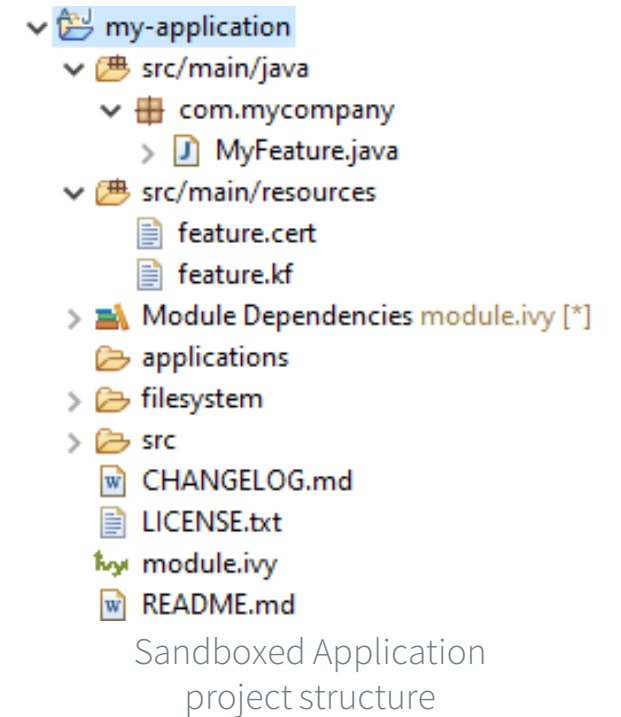 my-application
src/main/java
com.mycompany
MyFeature.java
src/main/resources
feature.cert
feature.kf
Module Dependencies module.ivy [*]
applications
filesystem
src
CHANGELOG.md
LICENSE.txt
module.ivy
README.md
Sandboxed Application
project structure